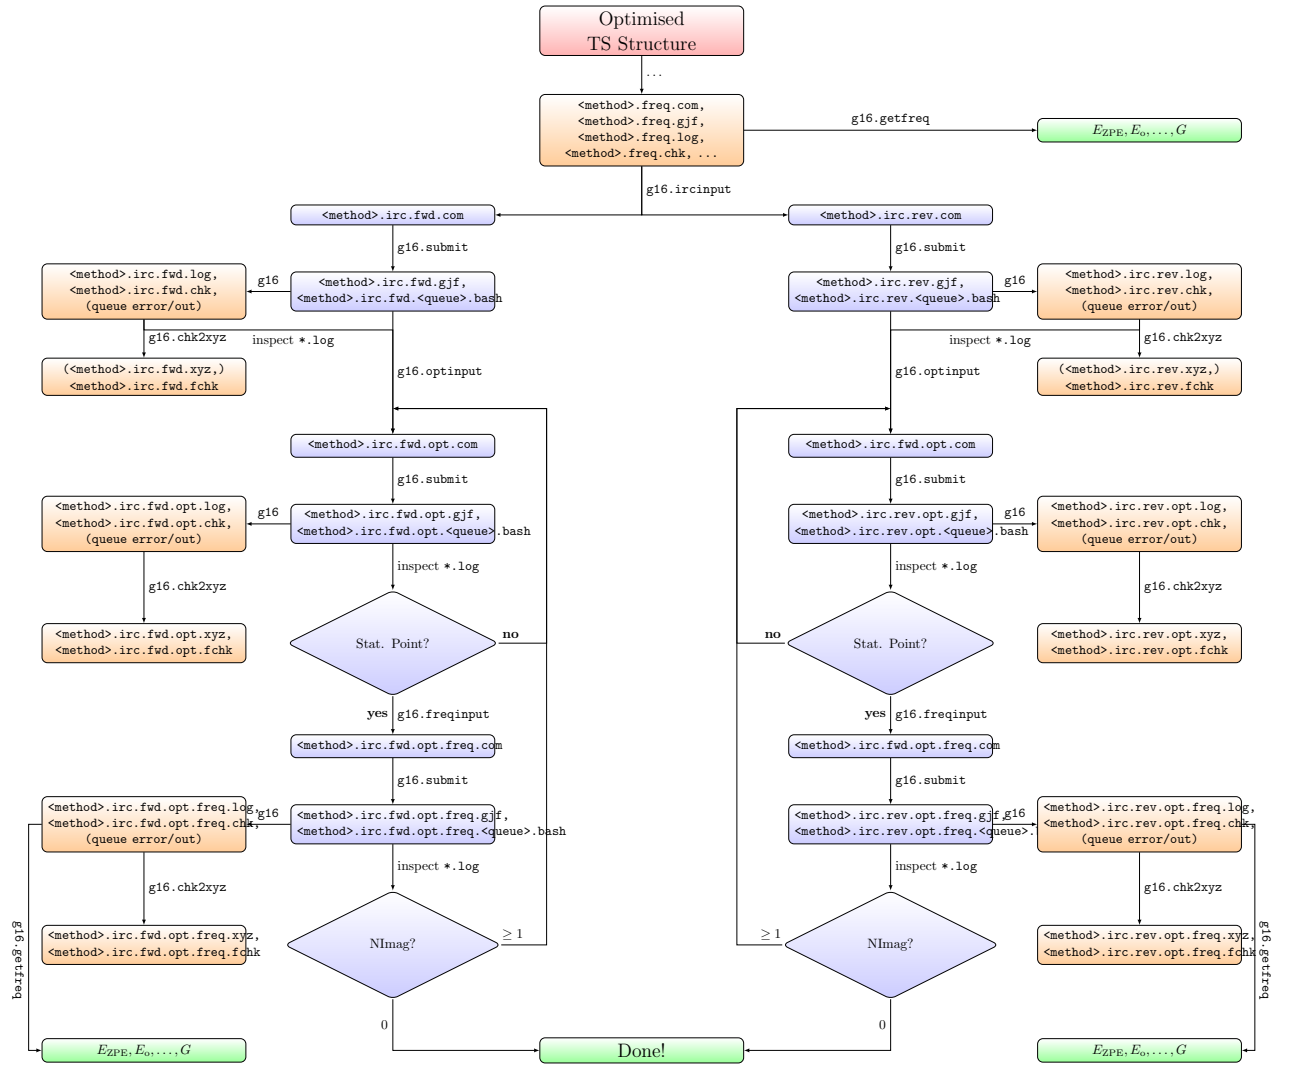 Optimised
TS Structure
...
<method>.freq.com,
<method>.freq.gjf,
<method>.freq.log,
<method>.freq.chk, ...
g16.getfreq
E_ZPE, E_o, ..., G
g16.ircinput
<method>.irc.fwd.com
<method>.irc.rev.com
g16.submit
g16.submit
<method>.irc.fwd.log,
<method>.irc.fwd.chk,
(queue error/out)
g16
<method>.irc.fwd.gjf,
<method>.irc.fwd.<queue>.bash
<method>.irc.rev.gjf,
<method>.irc.rev.<queue>.bash
g16
<method>.irc.rev.log,
<method>.irc.rev.chk,
(queue error/out)
g16.chk2xyz
inspect *.log
inspect *.log
g16.chk2xyz
(<method>.irc.fwd.xyz,)
<method>.irc.fwd.fchk
g16.optinput
g16.optinput
(<method>.irc.rev.xyz,)
<method>.irc.rev.fchk
<method>.irc.fwd.opt.com
<method>.irc.fwd.opt.com
g16.submit
g16.submit
<method>.irc.fwd.opt.log,
<method>.irc.fwd.opt.chk,
(queue error/out)
g16
<method>.irc.fwd.opt.gjf,
<method>.irc.fwd.opt.<queue>.bash
<method>.irc.rev.opt.gjf,
<method>.irc.rev.opt.<queue>.bash
g16
<method>.irc.rev.opt.log,
<method>.irc.rev.opt.chk,
(queue error/out)
inspect *.log
inspect *.log
g16.chk2xyz
g16.chk2xyz
<method>.irc.fwd.opt.xyz,
<method>.irc.fwd.opt.fchk
Stat. Point?
no
no
Stat. Point?
<method>.irc.rev.opt.xyz,
<method>.irc.rev.opt.fchk
yes g16.freqinput
yes g16.freqinput
<method>.irc.fwd.opt.freq.com
<method>.irc.fwd.opt.freq.com
g16.submit
g16.submit
<method>.irc.fwd.opt.freq.log,
<method>.irc.fwd.opt.freq.chk,
(queue error/out)
g16
<method>.irc.fwd.opt.freq.gjf,
<method>.irc.fwd.opt.freq.<queue>.bash
<method>.irc.rev.opt.freq.gjf,
<method>.irc.rev.opt.freq.<queue>.
g16
<method>.irc.rev.opt.freq.log,
<method>.irc.rev.opt.freq.chk,
(queue error/out)
inspect *.log
inspect *.log
g16.chk2xyz
g16.chk2xyz
g16.getfreq
<method>.irc.fwd.opt.freq.xyz,
<method>.irc.fwd.opt.freq.fchk
NImag?
≥ 1
≥ 1
NImag?
<method>.irc.rev.opt.freq.xyz,
<method>.irc.rev.opt.freq.fchk
g16.getfreq
0
0
E_ZPE, E_o, ..., G
Done!
E_ZPE, E_o, ..., G